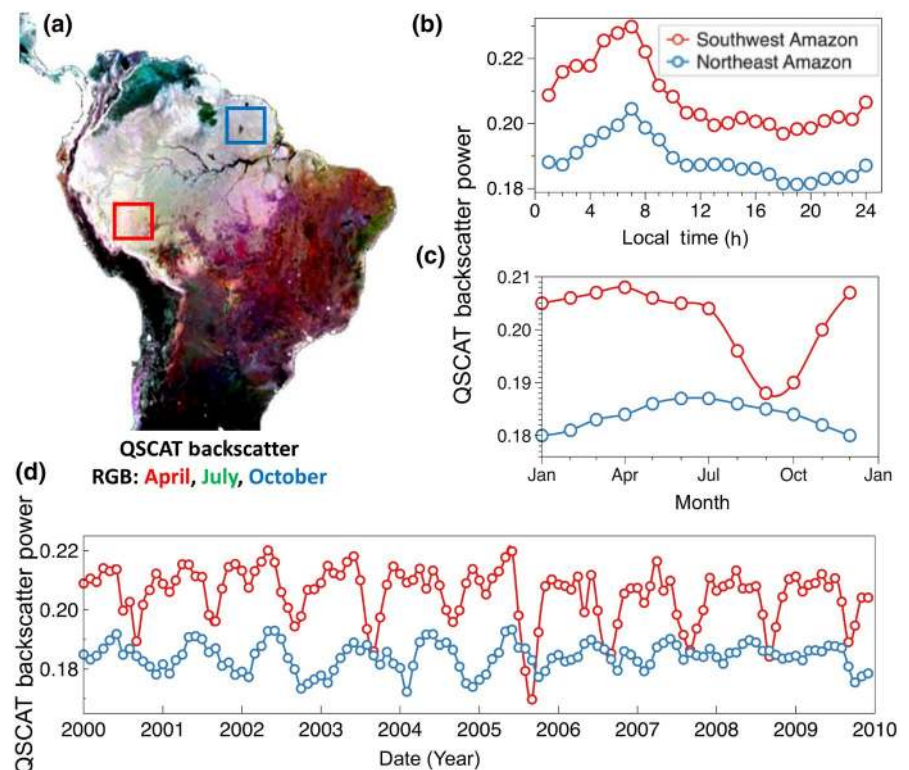 (a)
QSCAT backscatter
RGB: April, July, October
(b)
Southwest Amazon
Northeast Amazon
0.22
0.20
0.18
0 4 8 12 16 20 24
Local time (h)
QSCAT backscatter power
(c)
0.21
0.20
0.19
0.18
Jan Apr Jul Oct Jan
Month
(d)
QSCAT backscatter power
0.22
0.20
0.18
2000 2001 2002 2003 2004 2005 2006 2007 2008 2009 2010
Date (Year)